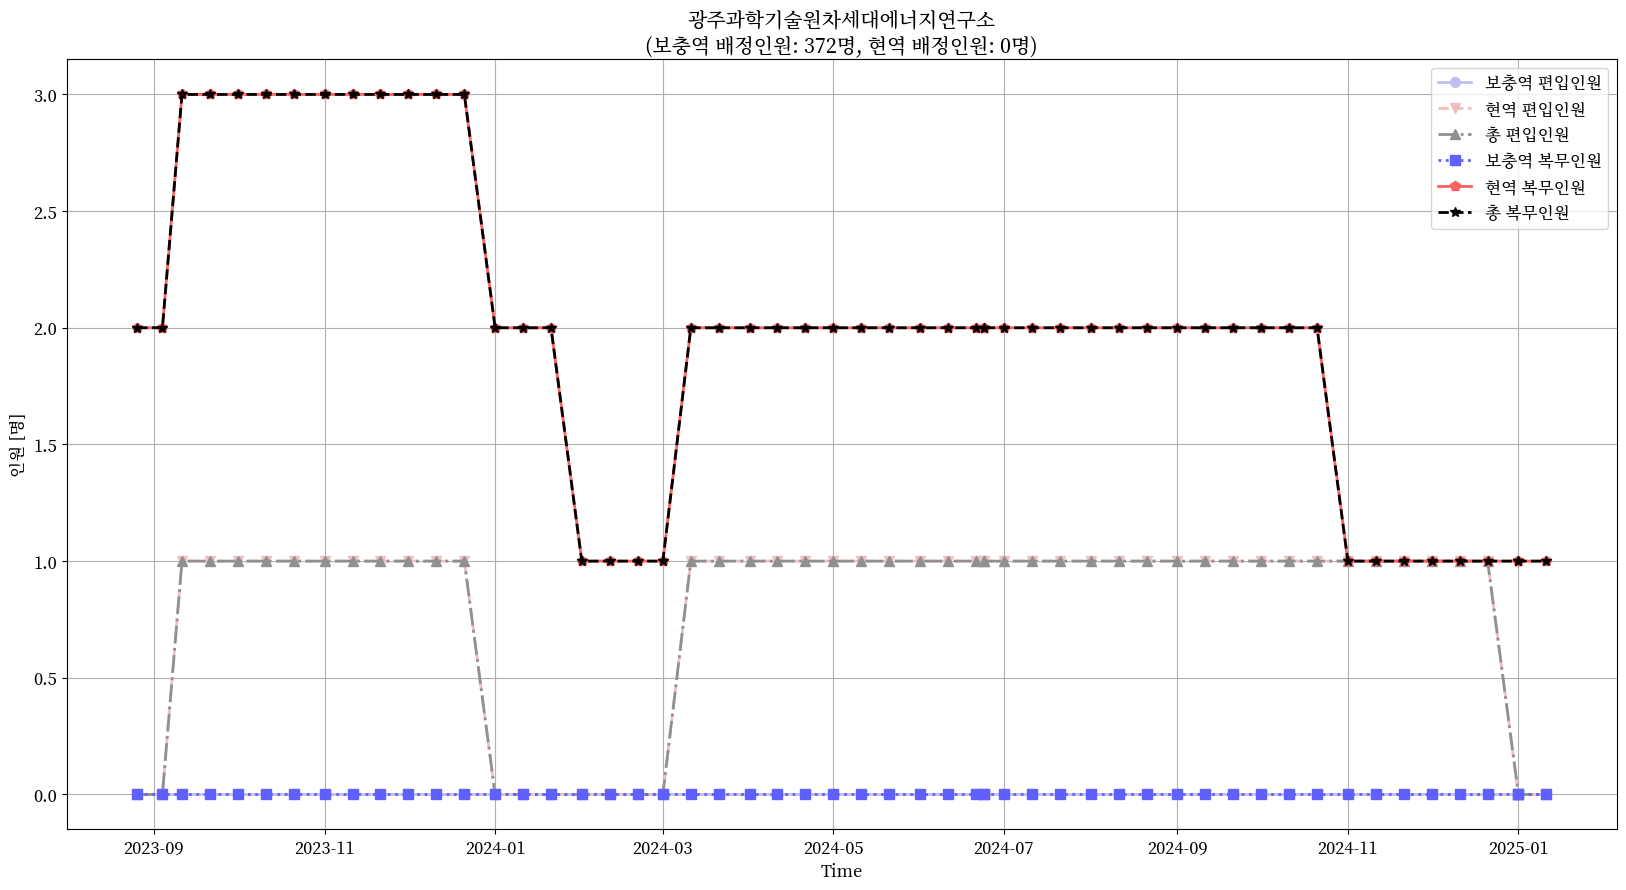 광주과학기술원차세대에너지연구소
(보충역 배정인원: 372명, 현역 배정인원: 0명)
보충역 편입인원
현역 편입인원
총 편입인원
보충역 복무인원
현역 복무인원
총 복무인원
인원 [명]
3.0
2.5
2.0
1.5
1.0
0.5
0.0
2023-09
2023-11
2024-01
2024-03
2024-05
2024-07
2024-09
2024-11
2025-01
Time